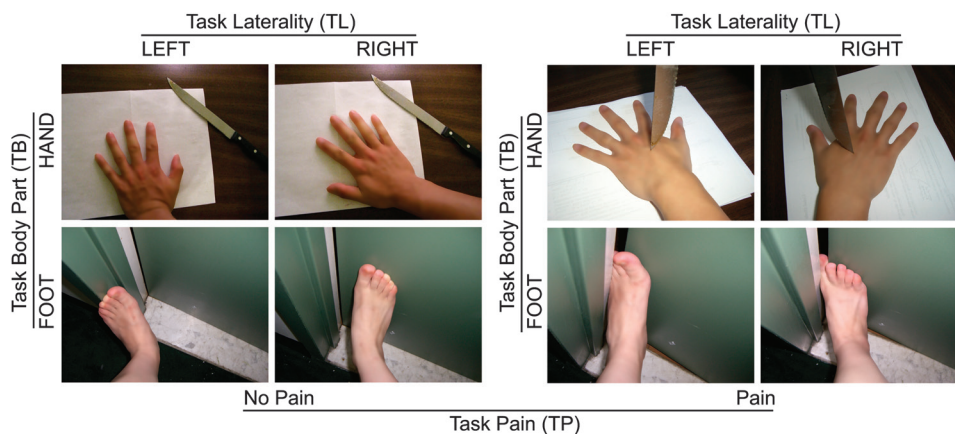 Task Laterality (TL)
LEFT RIGHT
Task Laterality (TL)
LEFT RIGHT
Task Body Part (TB)
HAND
FOOT
Task Body Part (TB)
HAND
FOOT
No Pain
Pain
Task Pain (TP)